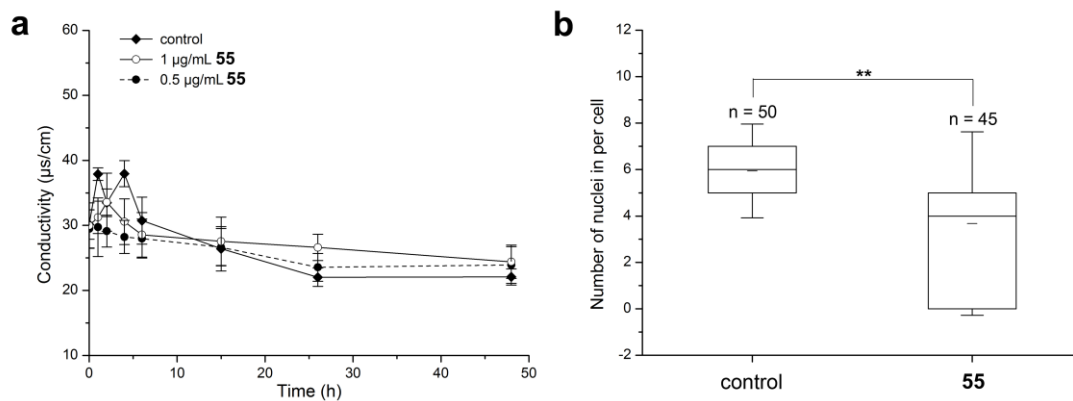 a
60
50
40
30
20
10
Conductivity (μs/cm)
control
1 μg/mL 55
0.5 μg/mL 55
0 10 20 30 40 50
Time (h)
b
12
10
8
6
4
2
0
-2
Number of nuclei in per cell
**
n = 50
n = 45
control 55